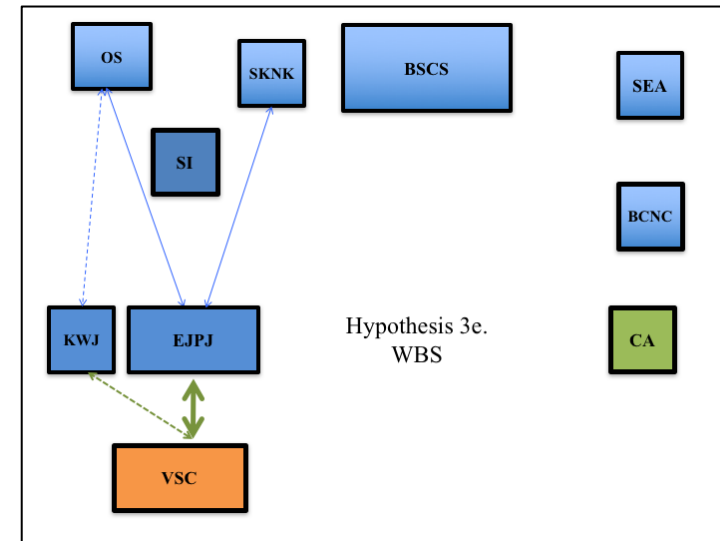 OS
SKNK
BSCS
SEA
SI
BCNC
KWJ
EJPJ
Hypothesis 3e.
WBS
CA
VSC